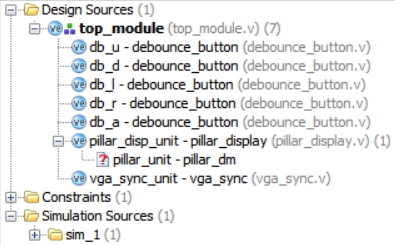 Design Sources (1)
top_module (top_module.v) (7)
db_u - debounce_button (debounce_button.v)
db_d - debounce_button (debounce_button.v)
db_l - debounce_button (debounce_button.v)
db_r - debounce_button (debounce_button.v)
db_a - debounce_button (debounce_button.v)
pillar_disp_unit - pillar_display (pillar_display.v) (1)
pillar_unit - pillar_dm
vga_sync_unit - vga_sync (vga_sync.v)
Constraints (1)
Simulation Sources (1)
sim_1 (1)